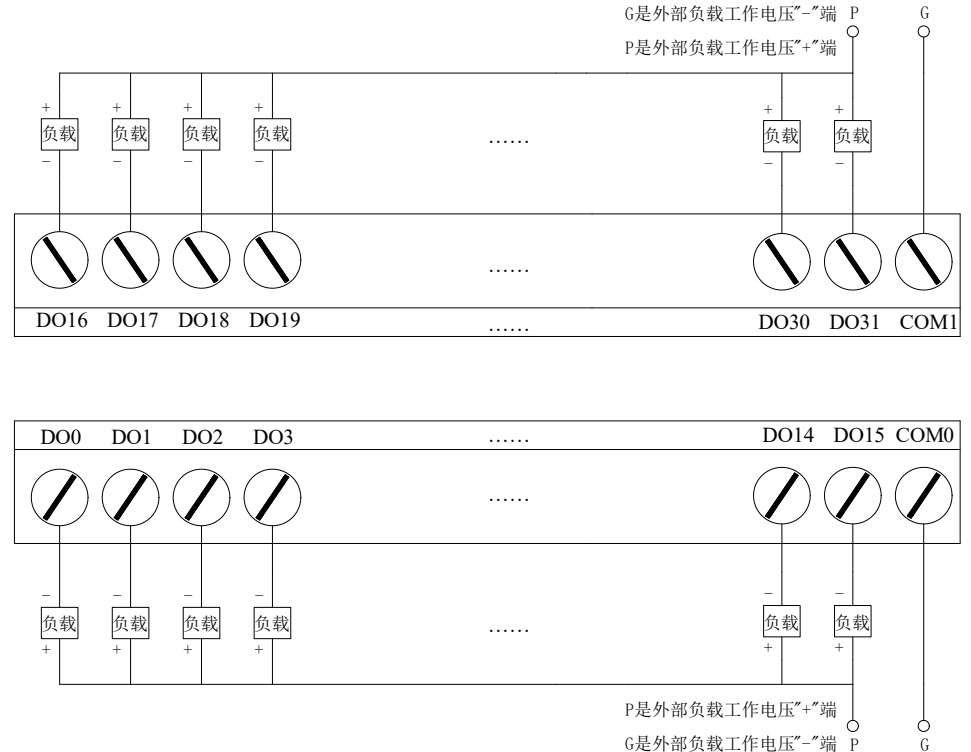 G是外部负载工作电压"-"端 P G
P是外部负载工作电压"+"端
+ + + + + +
负载 负载 负载 负载 …… 负载 负载
- - - - - -
……
DO16 DO17 DO18 DO19 …… DO30 DO31 COM1
DO0 DO1 DO2 DO3 …… DO14 DO15 COM0
……
- - - - - -
负载 负载 负载 负载 …… 负载 负载
+ + + + + +
P是外部负载工作电压"+"端
G是外部负载工作电压"-"端 P G